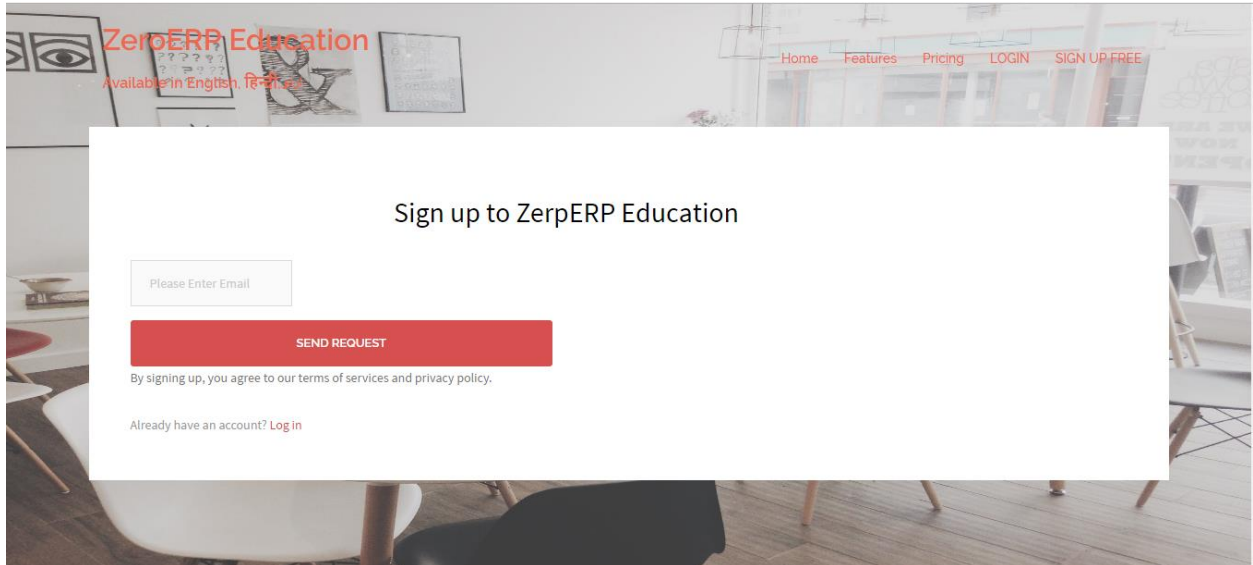 ZeroERP Education
Available in English, हिन्दी
Home Features Pricing LOGIN SIGN UP FREE
Sign up to ZerpERP Education
Please Enter Email
SEND REQUEST
By signing up, you agree to our terms of services and privacy policy.
Already have an account? Log in